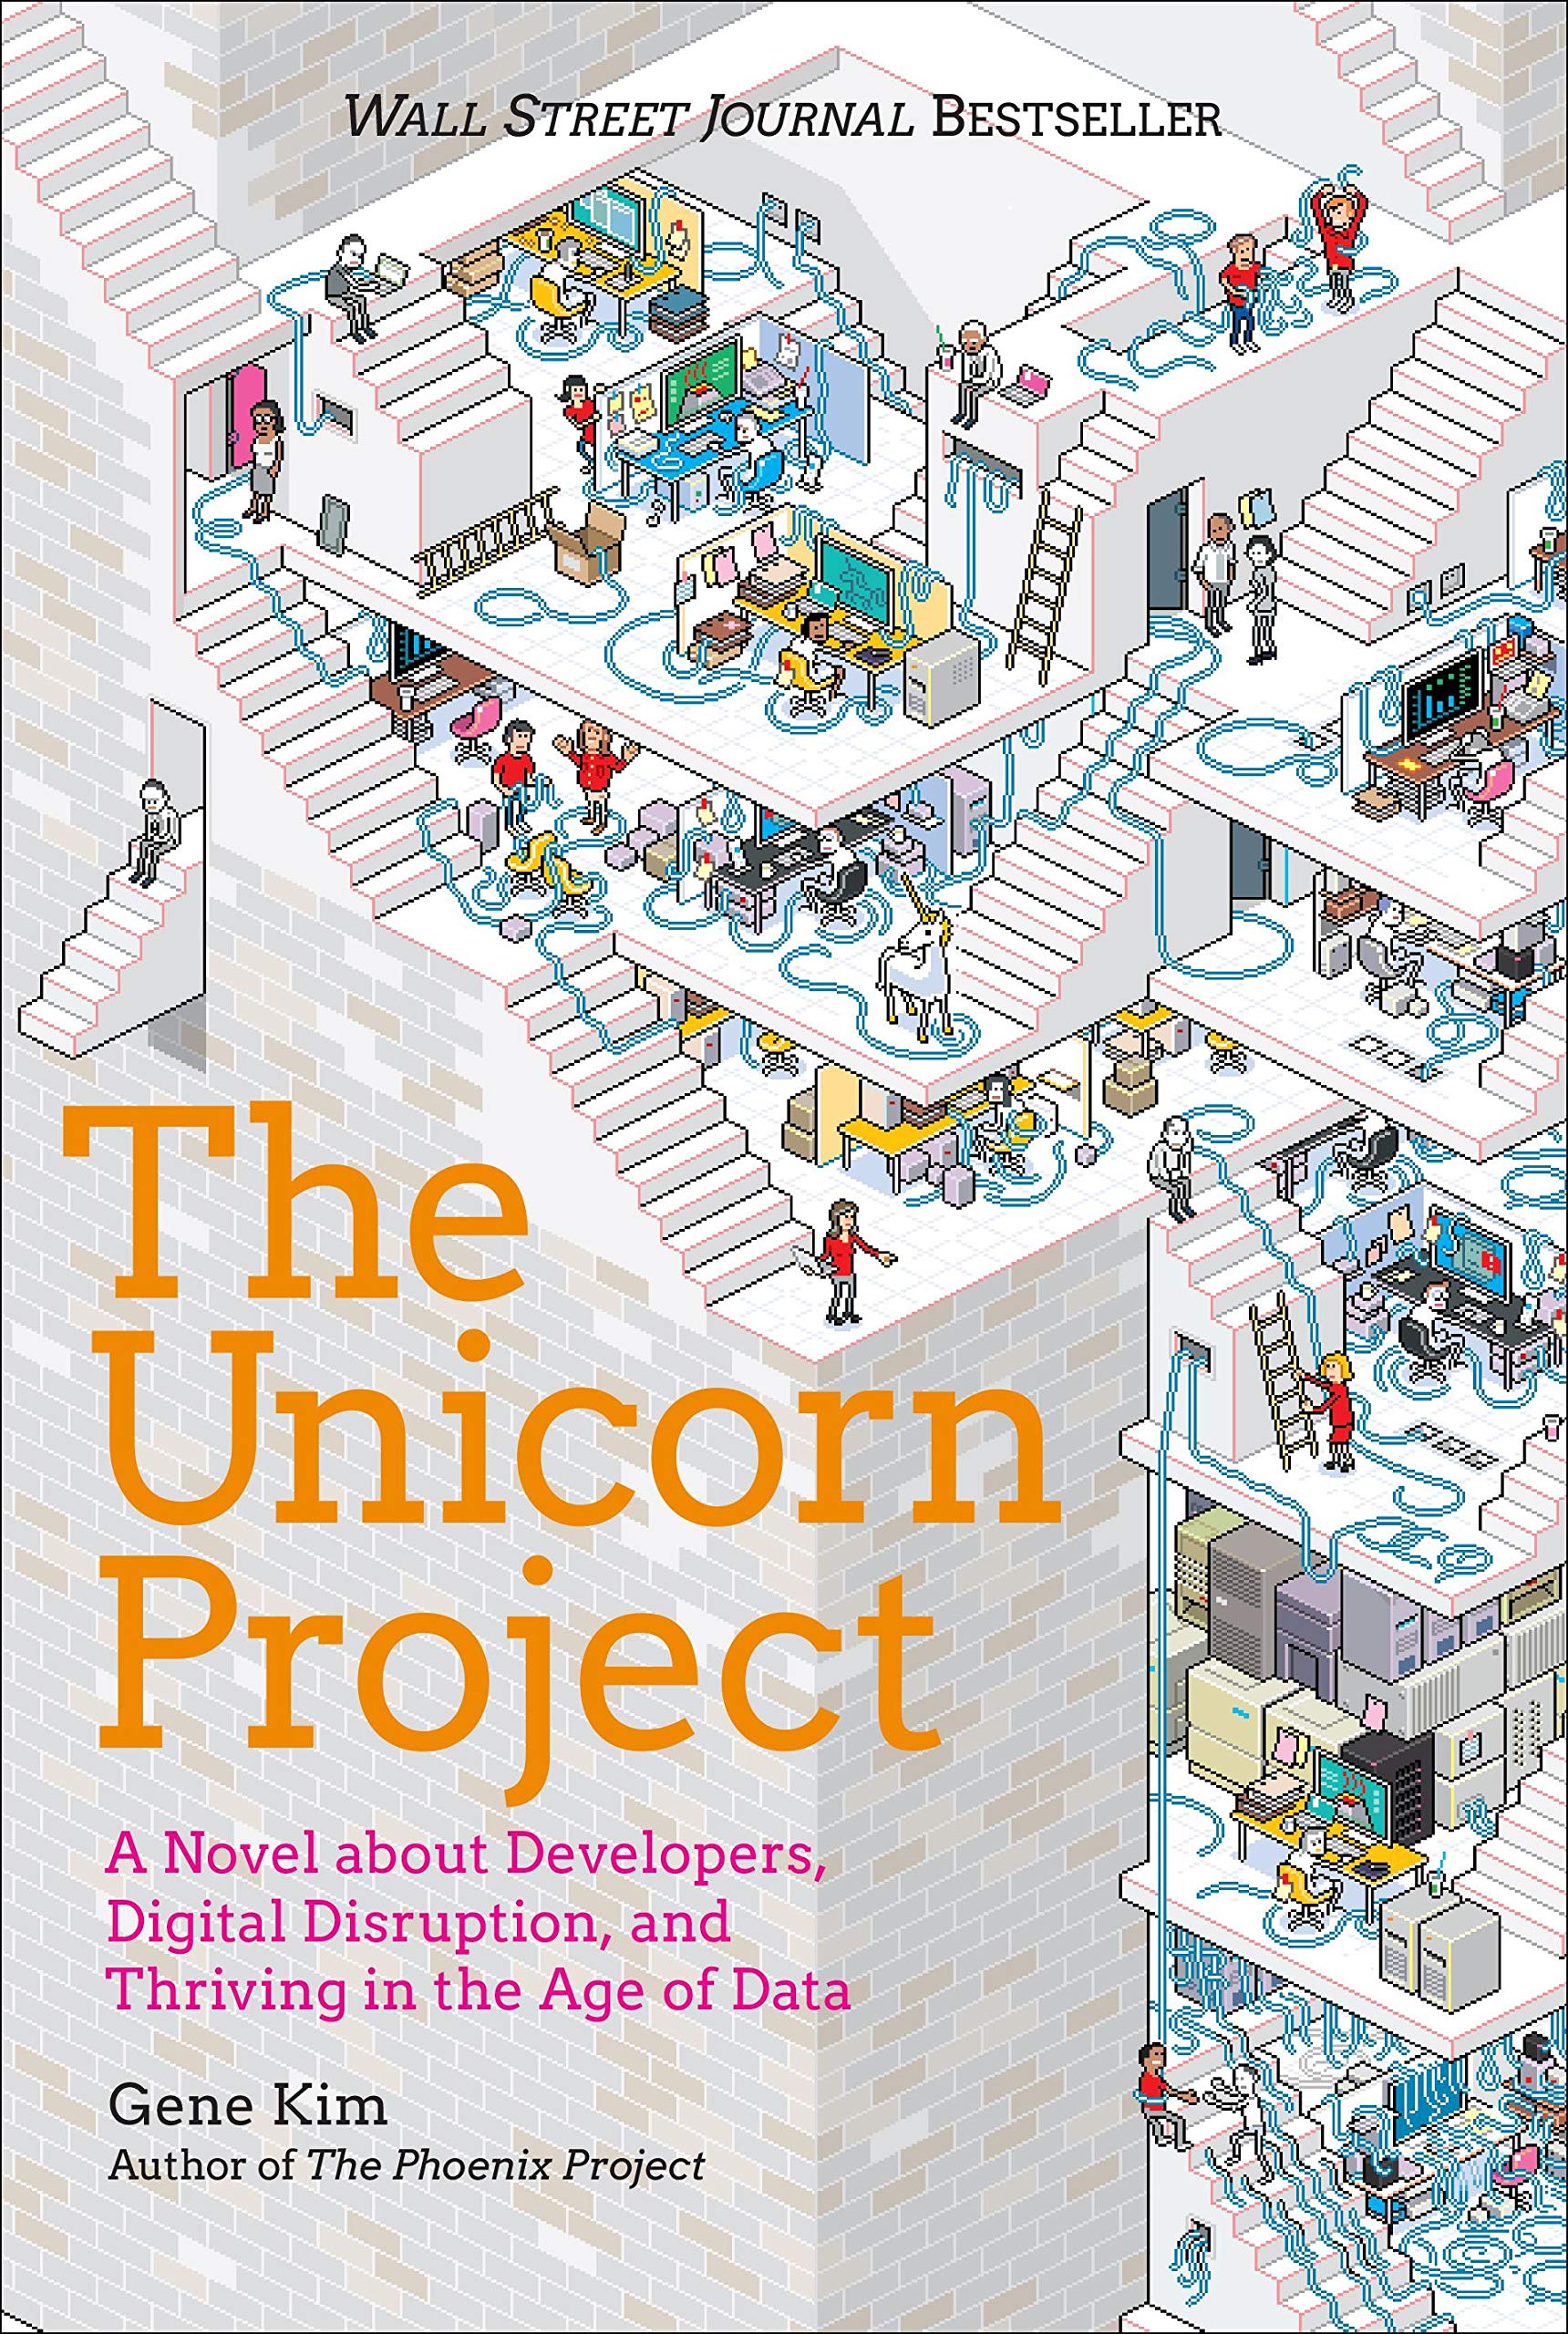 WALL STREET JOURNAL BESTSELLER
The
Unicorn
Project
A Novel about Developers,
Digital Disruption, and
Thriving in the Age of Data
Gene Kim
Author of The Phoenix Project